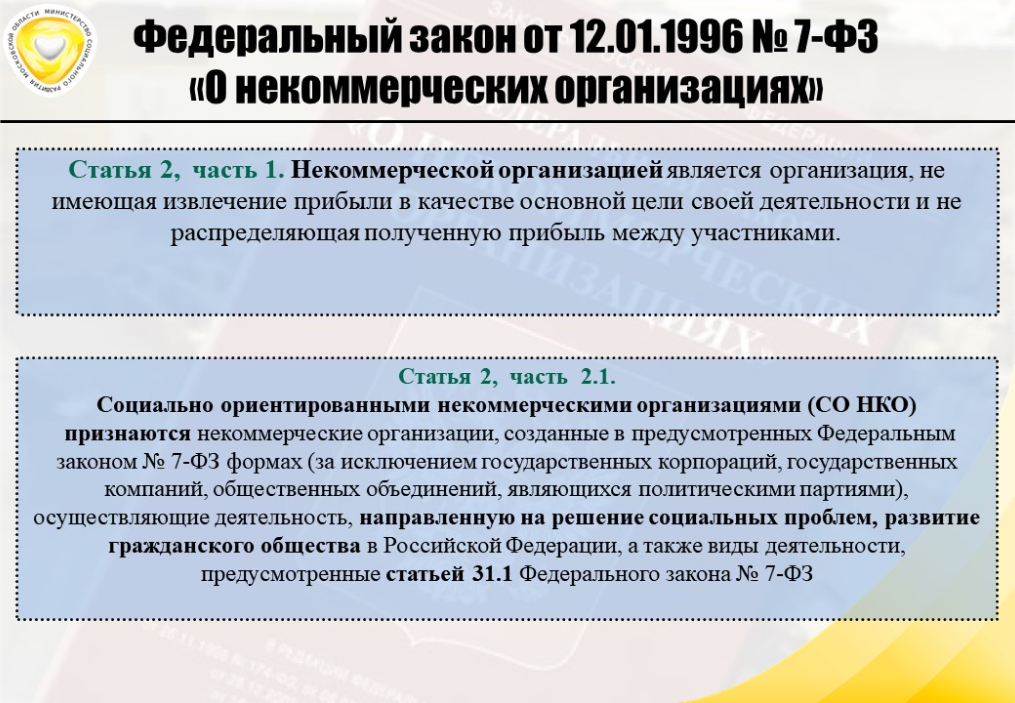 Федеральный закон от 12.01.1996 № 7-ФЗ
«О некоммерческих организациях»
МИНИСТЕРСТВО СОЦИАЛЬНОГО РАЗВИТИЯ МОСКОВСКОЙ ОБЛАСТИ
Статья 2, часть 1. Некоммерческой организацией является организация, не
имеющая извлечение прибыли в качестве основной цели своей деятельности и не
распределяющая полученную прибыль между участниками.
Статья 2, часть 2.1.
Социально ориентированными некоммерческими организациями (СО НКО)
признаются некоммерческие организации, созданные в предусмотренных Федеральным
законом № 7-ФЗ формах (за исключением государственных корпораций, государственных
компаний, общественных объединений, являющихся политическими партиями),
осуществляющие деятельность, направленную на решение социальных проблем, развитие
гражданского общества в Российской Федерации, а также виды деятельности,
предусмотренные статьей 31.1 Федерального закона № 7-ФЗ
«О НЕКОММЕРЧЕСКИХ
ОРГАНИЗАЦИЯХ»